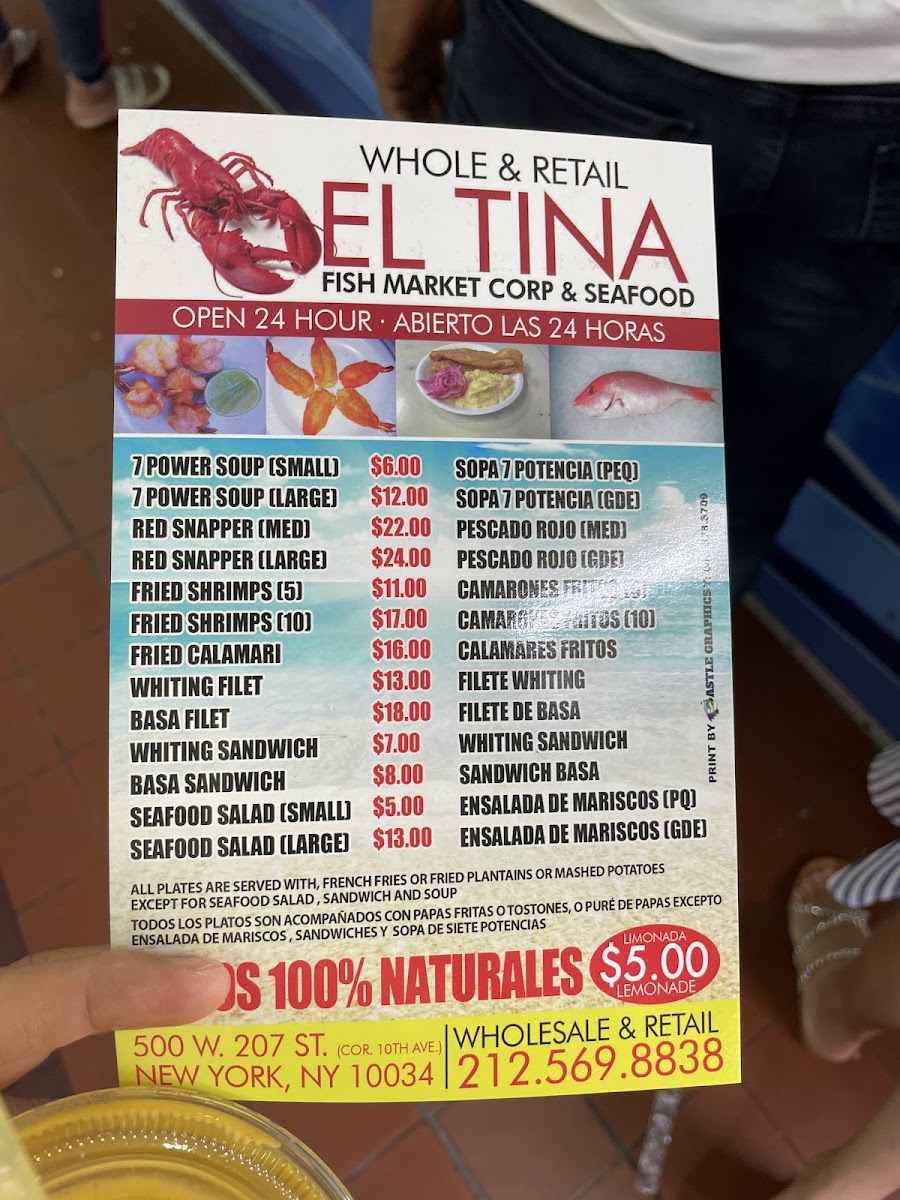 WHOLE & RETAIL
EL TINA
FISH MARKET CORP & SEAFOOD
OPEN 24 HOUR · ABIERTO LAS 24 HORAS
7 POWER SOUP (SMALL) $6.00 SOPA 7 POTENCIA (PEQ)
7 POWER SOUP (LARGE) $12.00 SOPA 7 POTENCIA (GDE)
RED SNAPPER (MED) $22.00 PESCADO ROJO (MED)
RED SNAPPER (LARGE) $24.00 PESCADO ROJO (GDE)
FRIED SHRIMPS (5) $11.00 CAMARONES FRITOS
FRIED SHRIMPS (10) $17.00 CAMARONES FRITOS (10)
FRIED CALAMARI $16.00 CALAMARES FRITOS
WHITING FILET $13.00 FILETE WHITING
BASA FILET $18.00 FILETE DE BASA
WHITING SANDWICH $7.00 WHITING SANDWICH
BASA SANDWICH $8.00 SANDWICH BASA
SEAFOOD SALAD (SMALL) $5.00 ENSALADA DE MARISCOS (PQ)
SEAFOOD SALAD (LARGE) $13.00 ENSALADA DE MARISCOS (GDE)
PRINT BY CASTLE GRAPHICS
ALL PLATES ARE SERVED WITH, FRENCH FRIES OR FRIED PLANTAINS OR MASHED POTATOES
EXCEPT FOR SEAFOOD SALAD , SANDWICH AND SOUP
TODOS LOS PLATOS SON ACOMPAÑADOS CON PAPAS FRITAS O TOSTONES, O PURÉ DE PAPAS EXCEPTO
ENSALADA DE MARISCOS , SANDWICHES Y SOPA DE SIETE POTENCIAS
100% NATURALES
LIMONADA
$5.00
LEMONADE
500 W. 207 ST. (COR. 10TH AVE.)
NEW YORK, NY 10034
WHOLESALE & RETAIL
212.569.8838